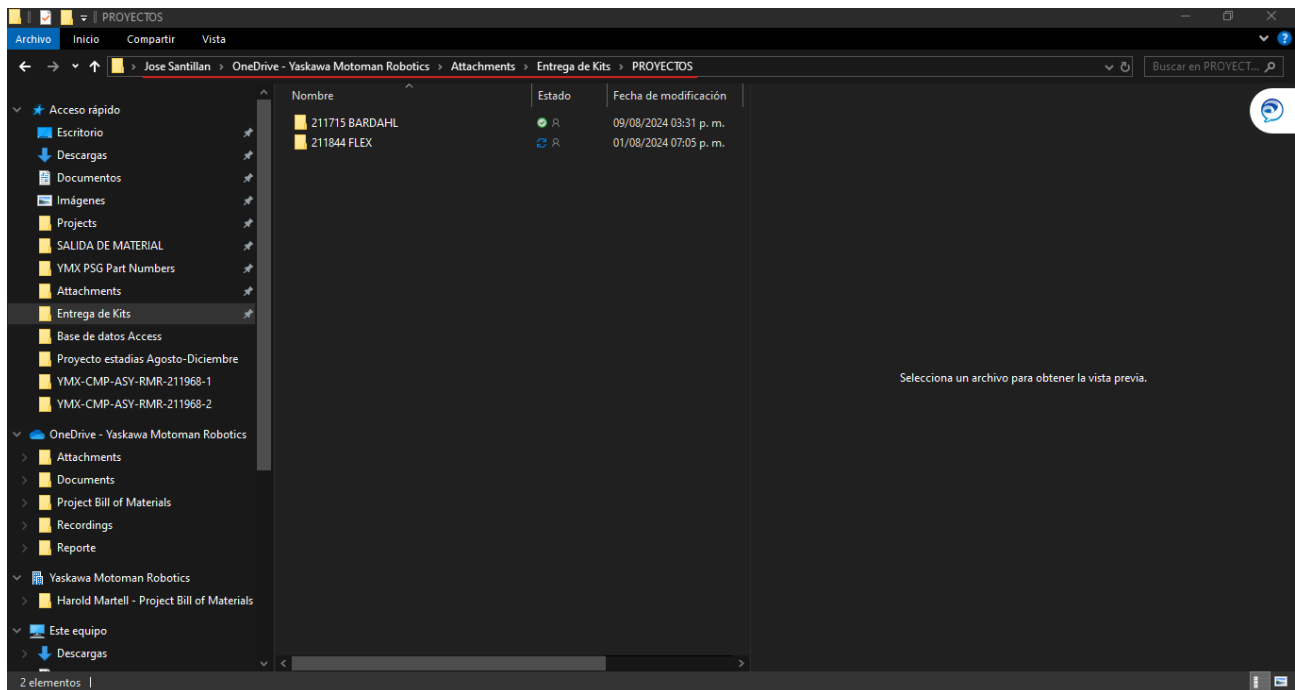 PROYECTOS
Archivo Inicio Compartir Vista
Jose Santillan > OneDrive - Yaskawa Motoman Robotics > Attachments > Entrega de Kits > PROYECTOS
Buscar en PROYECT...
Nombre Estado Fecha de modificación
211715 BARDAHL 09/08/2024 03:31 p. m.
211844 FLEX 01/08/2024 07:05 p. m.
Acceso rápido
Escritorio
Descargas
Documentos
Imágenes
Projects
SALIDA DE MATERIAL
YMX PSG Part Numbers
Attachments
Entrega de Kits
Base de datos Access
Proyecto estadias Agosto-Diciembre
YMX-CMP-ASY-RMR-211968-1
YMX-CMP-ASY-RMR-211968-2
OneDrive - Yaskawa Motoman Robotics
Attachments
Documents
Project Bill of Materials
Recordings
Reporte
Yaskawa Motoman Robotics
Harold Martell - Project Bill of Materials
Este equipo
Descargas
Selecciona un archivo para obtener la vista previa.
2 elementos